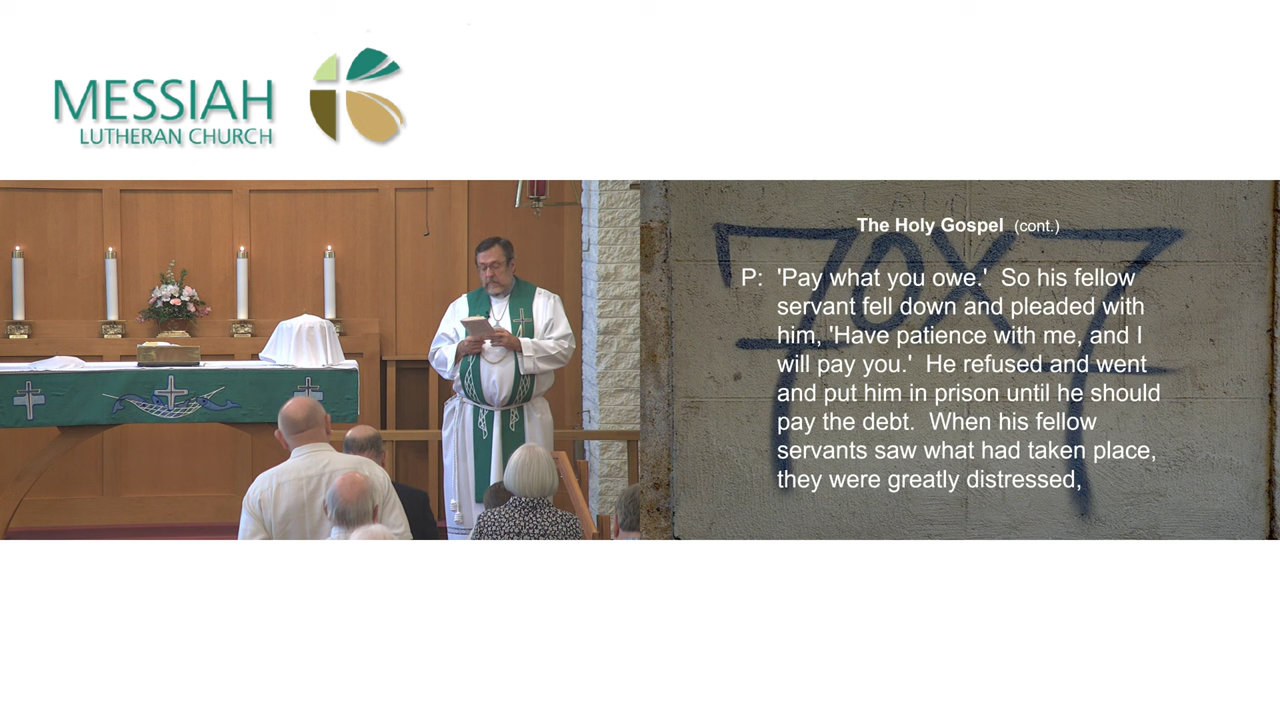 MESSIAH
LUTHERAN CHURCH
The Holy Gospel (cont.)
70X7
P: 'Pay what you owe.' So his fellow
servant fell down and pleaded with
him, 'Have patience with me, and I
will pay you.' He refused and went
and put him in prison until he should
pay the debt. When his fellow
servants saw what had taken place,
they were greatly distressed,